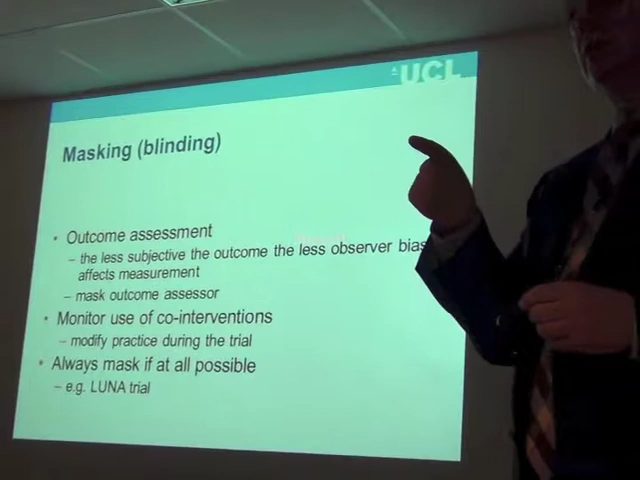 UCL
Masking (blinding)
• Outcome assessment
– the less subjective the outcome the less observer bias
affects measurement
– mask outcome assessor
• Monitor use of co-interventions
– modify practice during the trial
• Always mask if at all possible
– e.g. LUNA trial